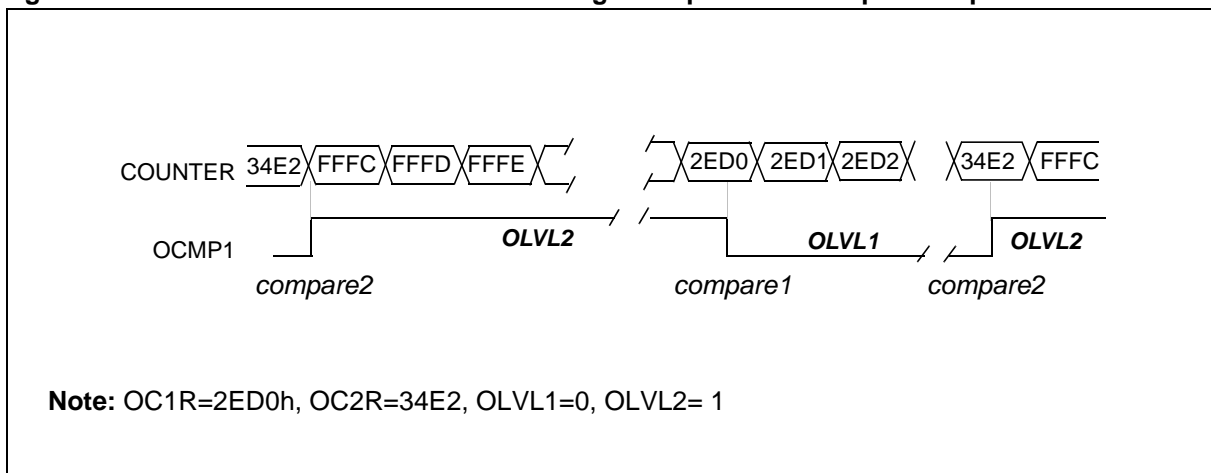 COUNTER 34E2 FFFC FFFD FFFE 2ED0 2ED1 2ED2 34E2 FFFC
OCMP1 OLVL2 OLVL1 OLVL2
compare2 compare1 compare2
Note: OC1R=2ED0h, OC2R=34E2, OLVL1=0, OLVL2= 1